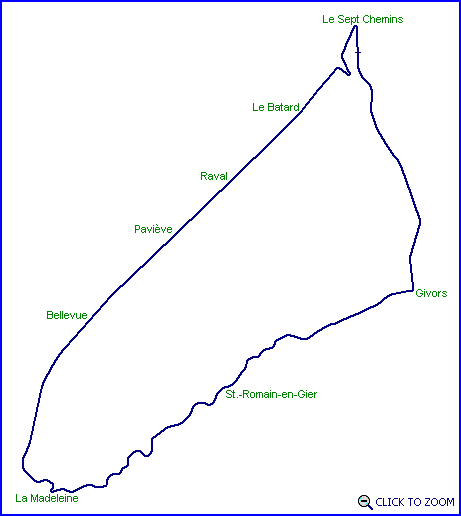 Le Sept Chemins
Le Batard
Raval
Paviève
Givors
Bellevue
St.-Romain-en-Gier
La Madeleine
CLICK TO ZOOM